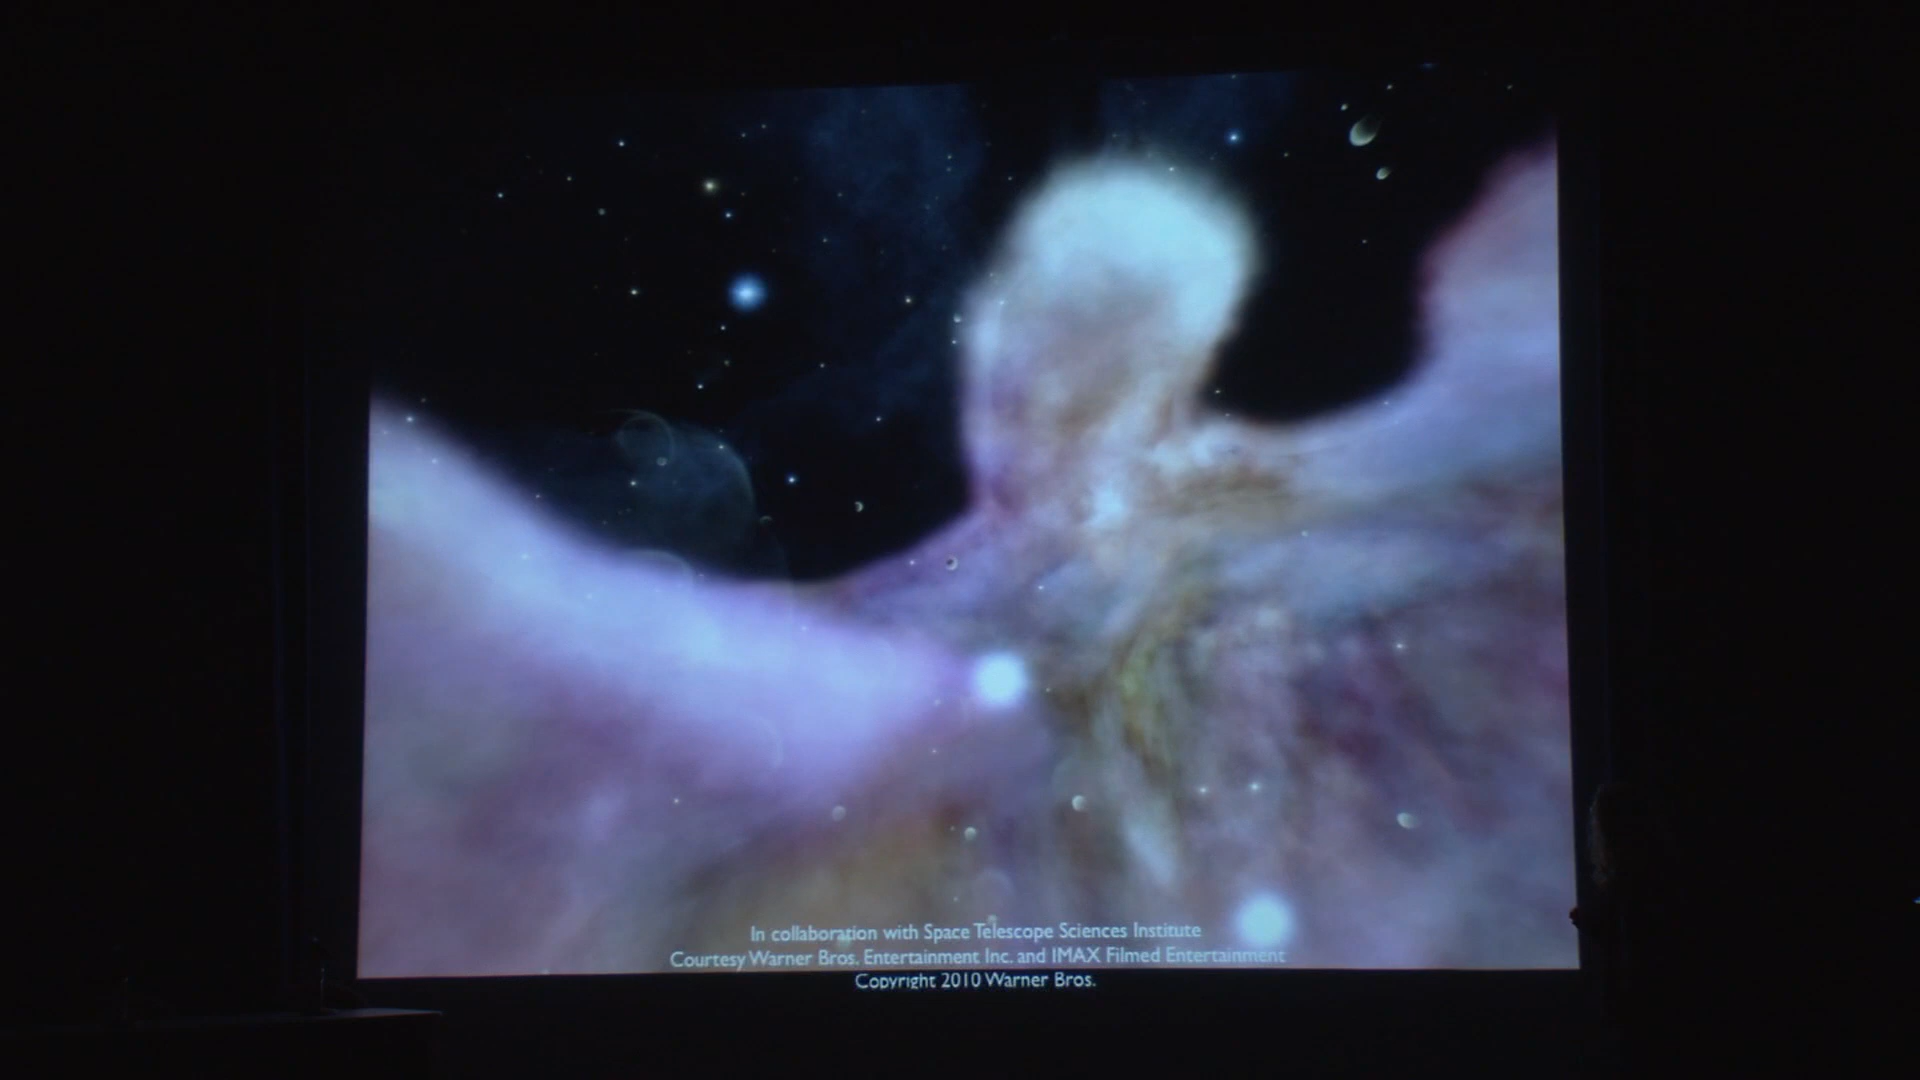 In collaboration with Space Telescope Sciences Institute
Courtesy Warner Bros. Entertainment Inc. and IMAX Filmed Entertainment
Copyright 2010 Warner Bros.